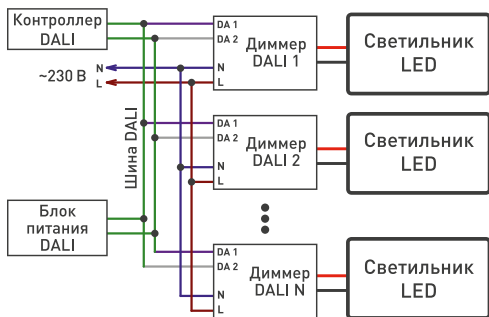 Контроллер
DALI
N
~230 В
L
Шина DALI
Блок
питания
DALI
DA 1
DA 2
N
L
Диммер
DALI 1
Светильник
LED
DA 1
DA 2
N
L
Диммер
DALI 2
Светильник
LED
DA 1
DA 2
N
L
Диммер
DALI N
Светильник
LED